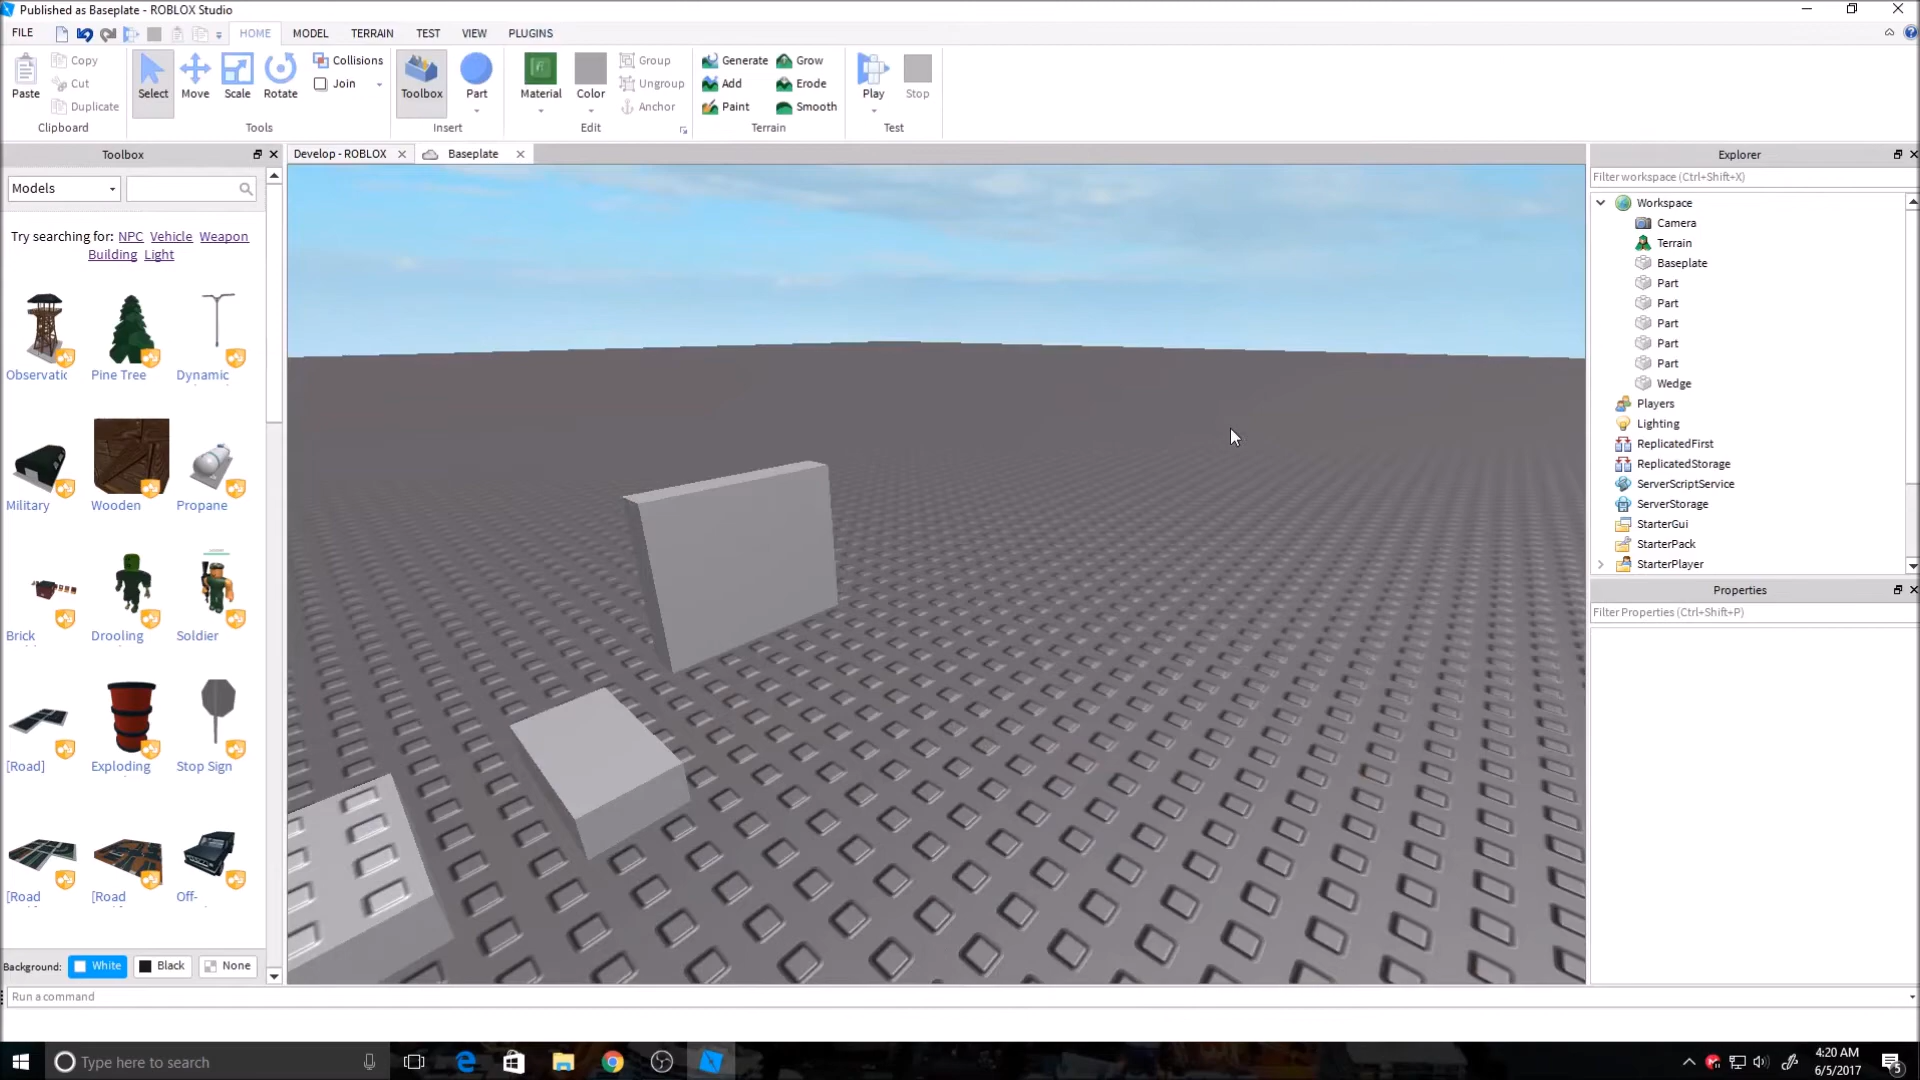 Published as Baseplate - ROBLOX Studio
FILE HOME MODEL TERRAIN TEST VIEW PLUGINS
Paste
Copy
Cut
Duplicate
Clipboard
Select Move Scale Rotate
Collisions
Join
Tools
Toolbox Part
Insert
Material Color
Group
Ungroup
Anchor
Edit
Generate Grow
Add Erode
Paint Smooth
Terrain
Play Stop
Test
Toolbox
Models
Try searching for: NPC Vehicle Weapon
Building Light
Observatic Pine Tree Dynamic
Military Wooden Propane
Brick Drooling Soldier
[Road] Exploding Stop Sign
[Road [Road Off-
Background: White Black None
Develop - ROBLOX Baseplate
Explorer
Filter workspace (Ctrl+Shift+X)
Workspace
Camera
Terrain
Baseplate
Part
Part
Part
Part
Part
Wedge
Players
Lighting
ReplicatedFirst
ReplicatedStorage
ServerScriptService
ServerStorage
StarterGui
StarterPack
StarterPlayer
Properties
Filter Properties (Ctrl+Shift+P)
Run a command
Type here to search
4:20 AM
6/5/2017
5